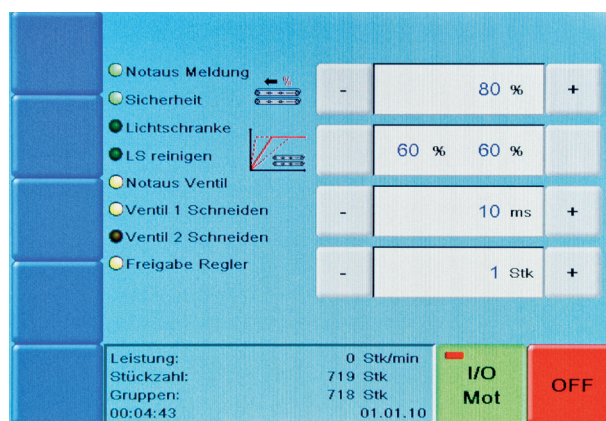 Notaus Meldung
Sicherheit
Lichtschranke
LS reinigen
Notaus Ventil
Ventil 1 Schneiden
Ventil 2 Schneiden
Freigabe Regler
%
- 80 % +
60 % 60 %
- 10 ms +
- 1 Stk +
Leistung: 0 Stk/min
Stückzahl: 719 Stk
Gruppen: 718 Stk
00:04:43 01.01.10
I/O
Mot
OFF